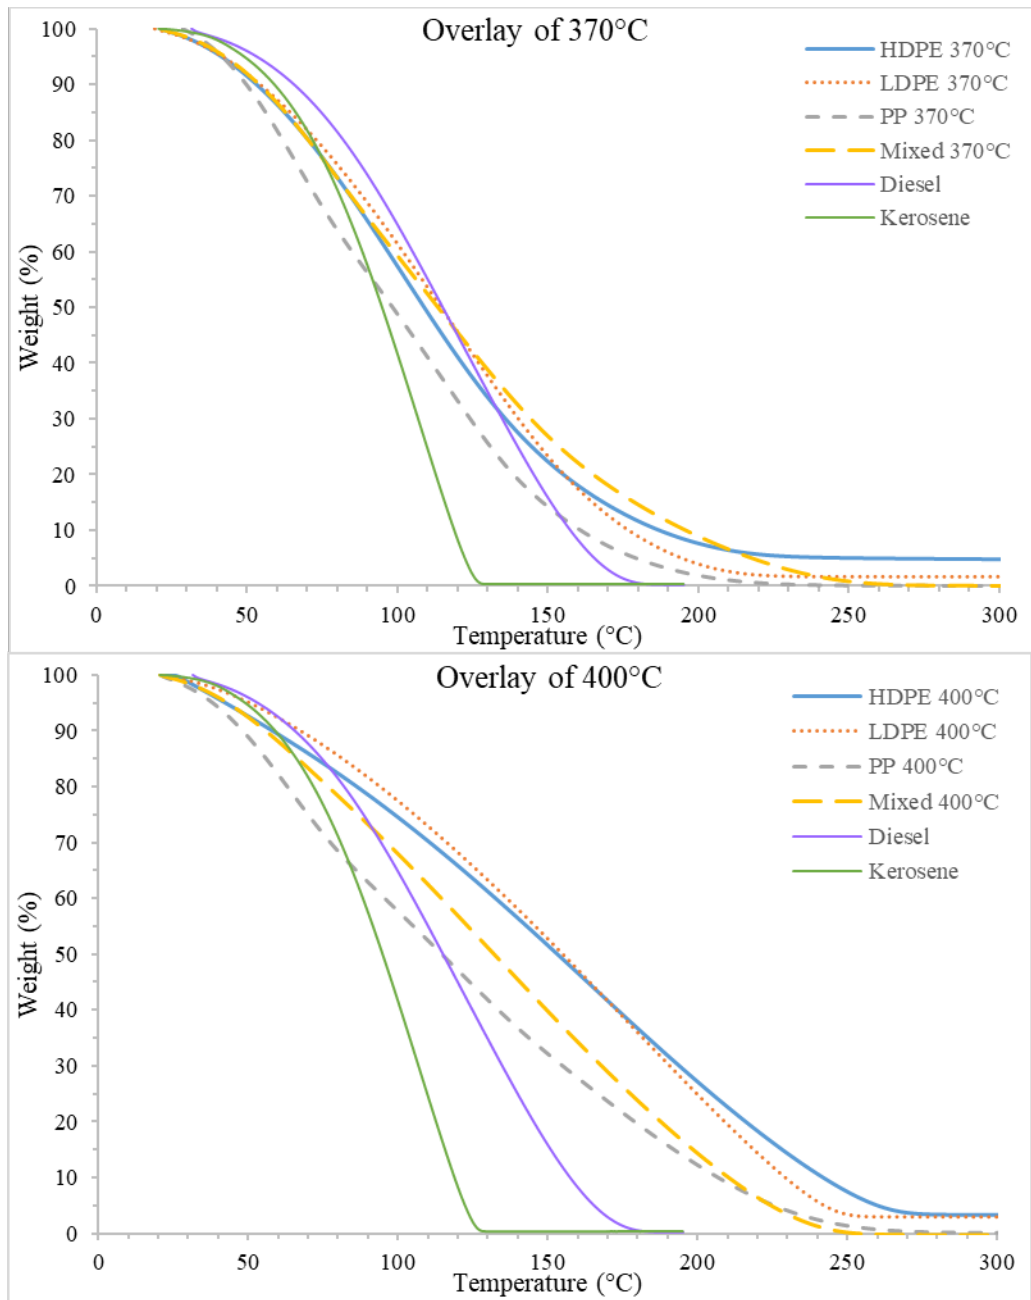 Overlay of 370°C
100
90
80
70
60
50
40
30
20
10
0
Weight (%)
HDPE 370°C
LDPE 370°C
PP 370°C
Mixed 370°C
Diesel
Kerosene
0 50 100 150 200 250 300
Temperature (°C)
Overlay of 400°C
100
90
80
70
60
50
40
30
20
10
0
Weight (%)
HDPE 400°C
LDPE 400°C
PP 400°C
Mixed 400°C
Diesel
Kerosene
0 50 100 150 200 250 300
Temperature (°C)